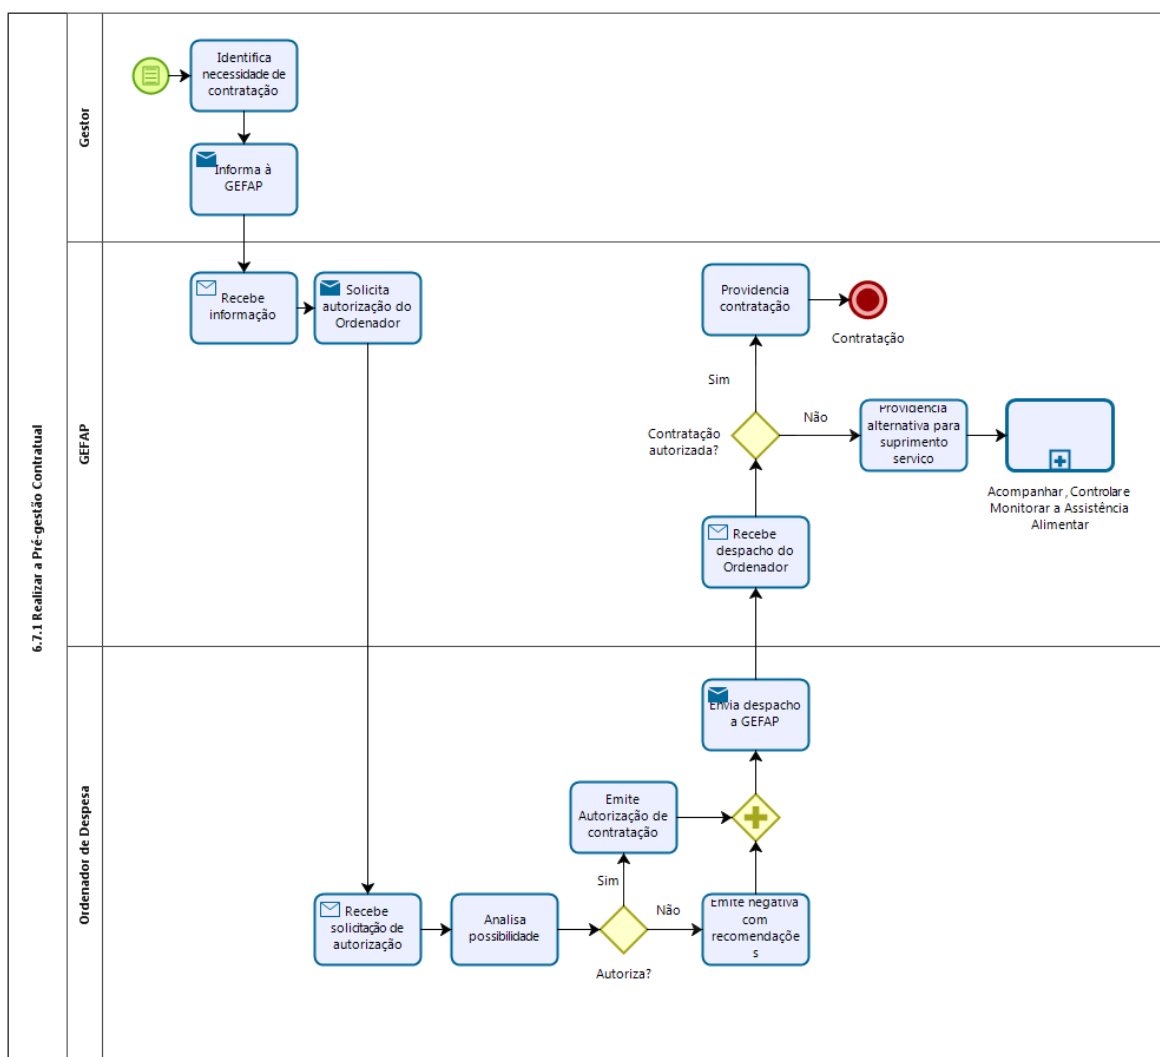 6.7.1 Realizar a Pré-gestão Contratual
Gestor
Identifica
necessidade de
contratação
Informa à
GEFAP
GEFAP
Recebe
informação
Solicita
autorização do
Ordenador
Providencia
contratação
Contratação
Sim
Contratação
autorizada?
Não
Providencia
alternativa para
suprimento
serviço
Acompanhar, Controlar e
Monitorar a Assistência
Alimentar
Recebe
despacho do
Ordenador
Ordenador de Despesa
Envia despacho
a GEFAP
Emite
Autorização de
contratação
Sim
Recebe
solicitação de
autorização
Analisa
possibilidade
Autoriza?
Não
Emite negativa
com
recomendaçõe
s